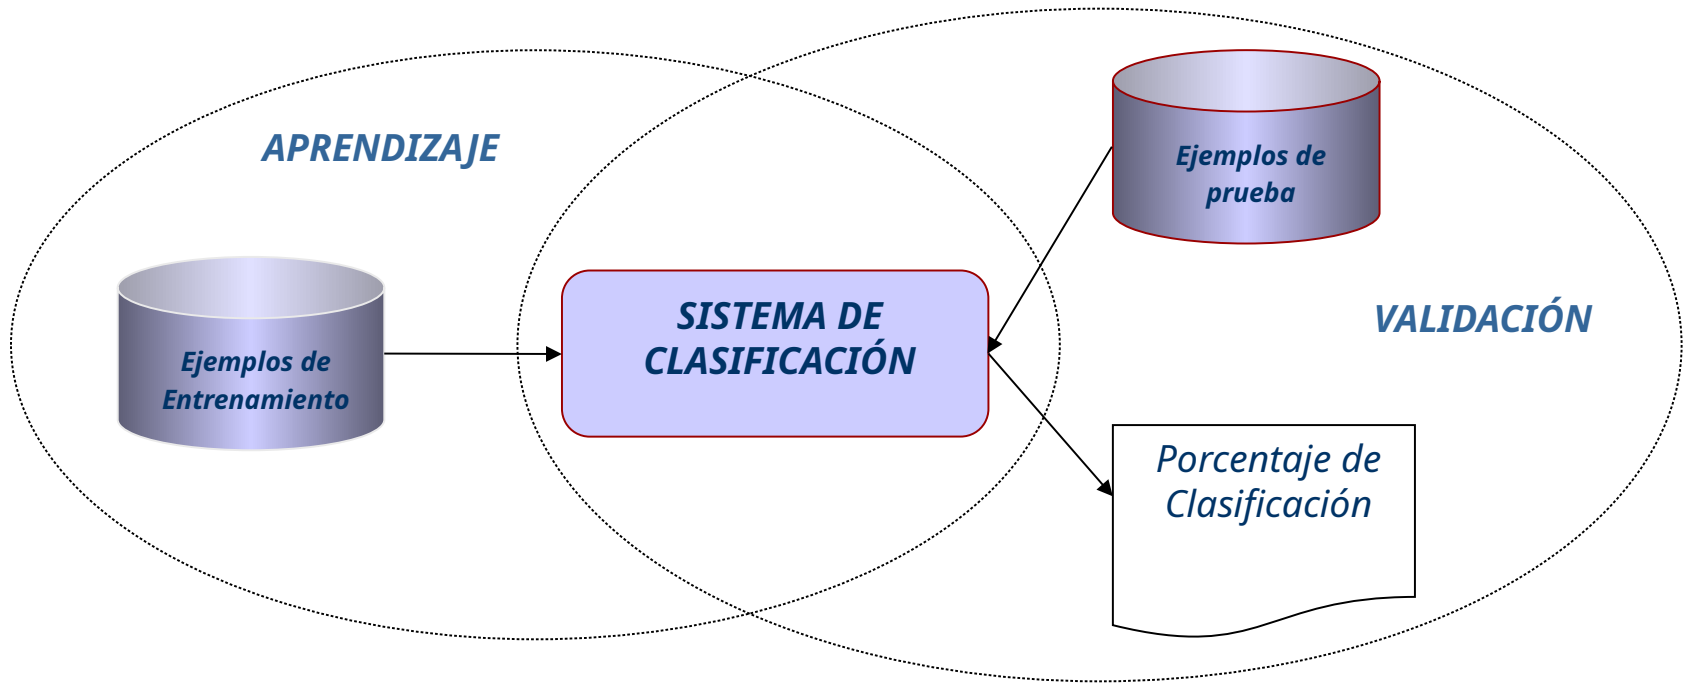 APRENDIZAJE
Ejemplos de
prueba
SISTEMA DE
CLASIFICACIÓN
VALIDACIÓN
Ejemplos de
Entrenamiento
Porcentaje de
Clasificación